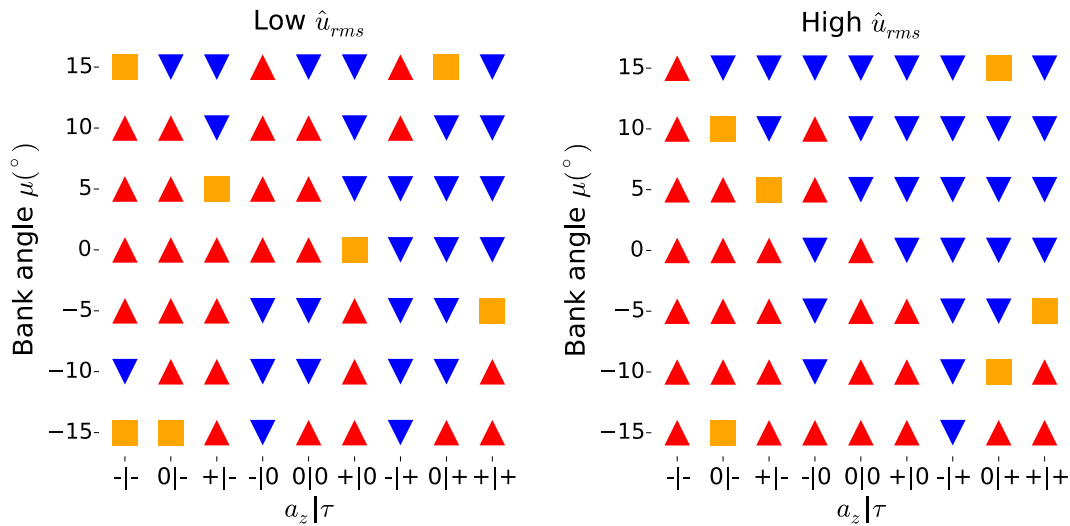 Low û_rms
Bank angle μ(°)
15
10
5
0
−5
−10
−15
-|- 0|- +|- -|0 0|0 +|0 -|+ 0|+ +|+
a_z|τ
High û_rms
Bank angle μ(°)
15
10
5
0
−5
−10
−15
-|- 0|- +|- -|0 0|0 +|0 -|+ 0|+ +|+
a_z|τ